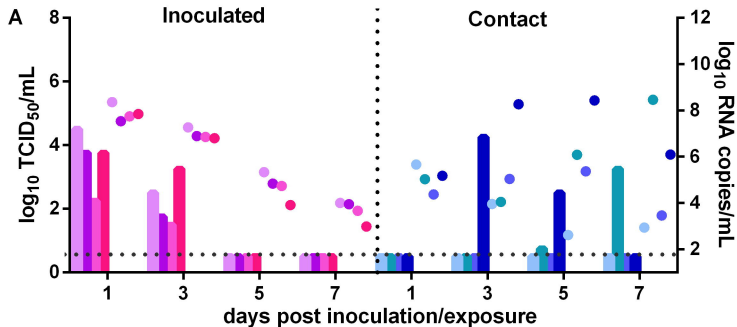 A
Inoculated
Contact
log10 TCID50/mL
8
6
4
2
0
12
10
8
6
4
2
log10 RNA copies/mL
1 3 5 7 1 3 5 7
days post inoculation/exposure